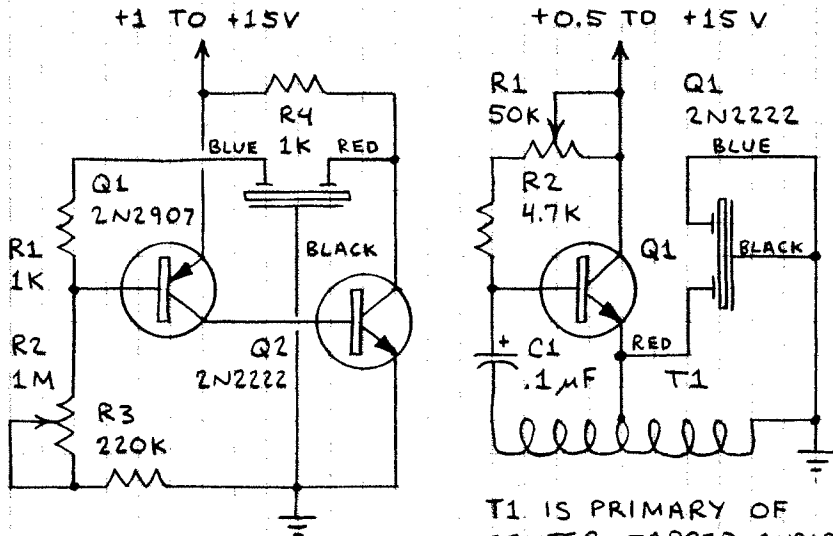 +1 TO +15V
R4
1K
BLUE
RED
Q1
2N2907
R1
1K
BLACK
R2
1M
Q2
2N2222
R3
220K
+0.5 TO +15 V
R1
50K
Q1
2N2222
BLUE
R2
4.7K
BLACK
Q1
RED
+
C1
.1µF
T1
T1 IS PRIMARY OF